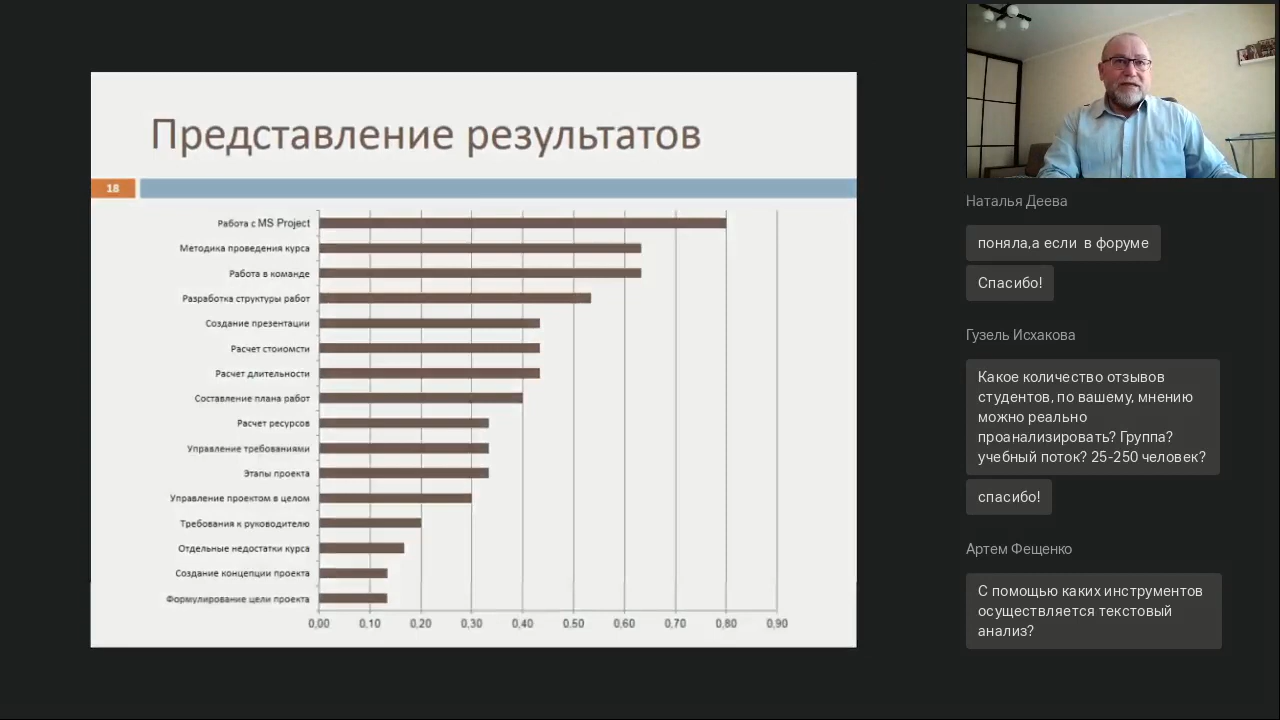 Представление результатов
18
Работа с MS Project
Методика проведения курса
Работа в команде
Разработка структуры работ
Создание презентации
Расчет стоиомсти
Расчет длительности
Составление плана работ
Расчет ресурсов
Управление требованиями
Этапы проекта
Управление проектом в целом
Требования к руководителю
Отдельные недостатки курса
Создание концепции проекта
Формулирование цели проекта
0,00 0,10 0,20 0,30 0,40 0,50 0,60 0,70 0,80 0,90
Наталья Деева
поняла,а если в форуме
Спасибо!
Гузель Исхакова
Какое количество отзывов
студентов, по вашему, мнению
можно реально
проанализировать? Группа?
учебный поток? 25-250 человек?
спасибо!
Артем Фещенко
С помощью каких инструментов
осуществляется текстовый
анализ?